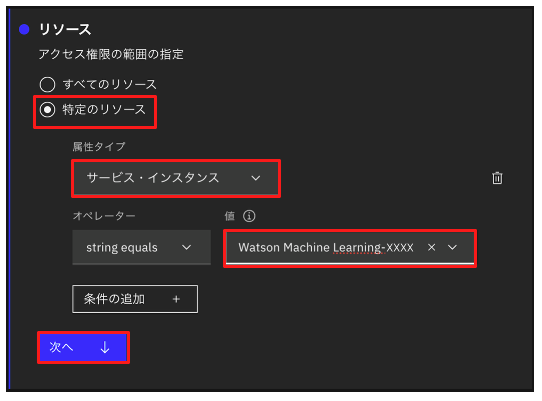 リソース
アクセス権限の範囲の指定
すべてのリソース
特定のリソース
属性タイプ
サービス・インスタンス
オペレーター 値
string equals Watson Machine Learning-XXXX
条件の追加 +
次へ